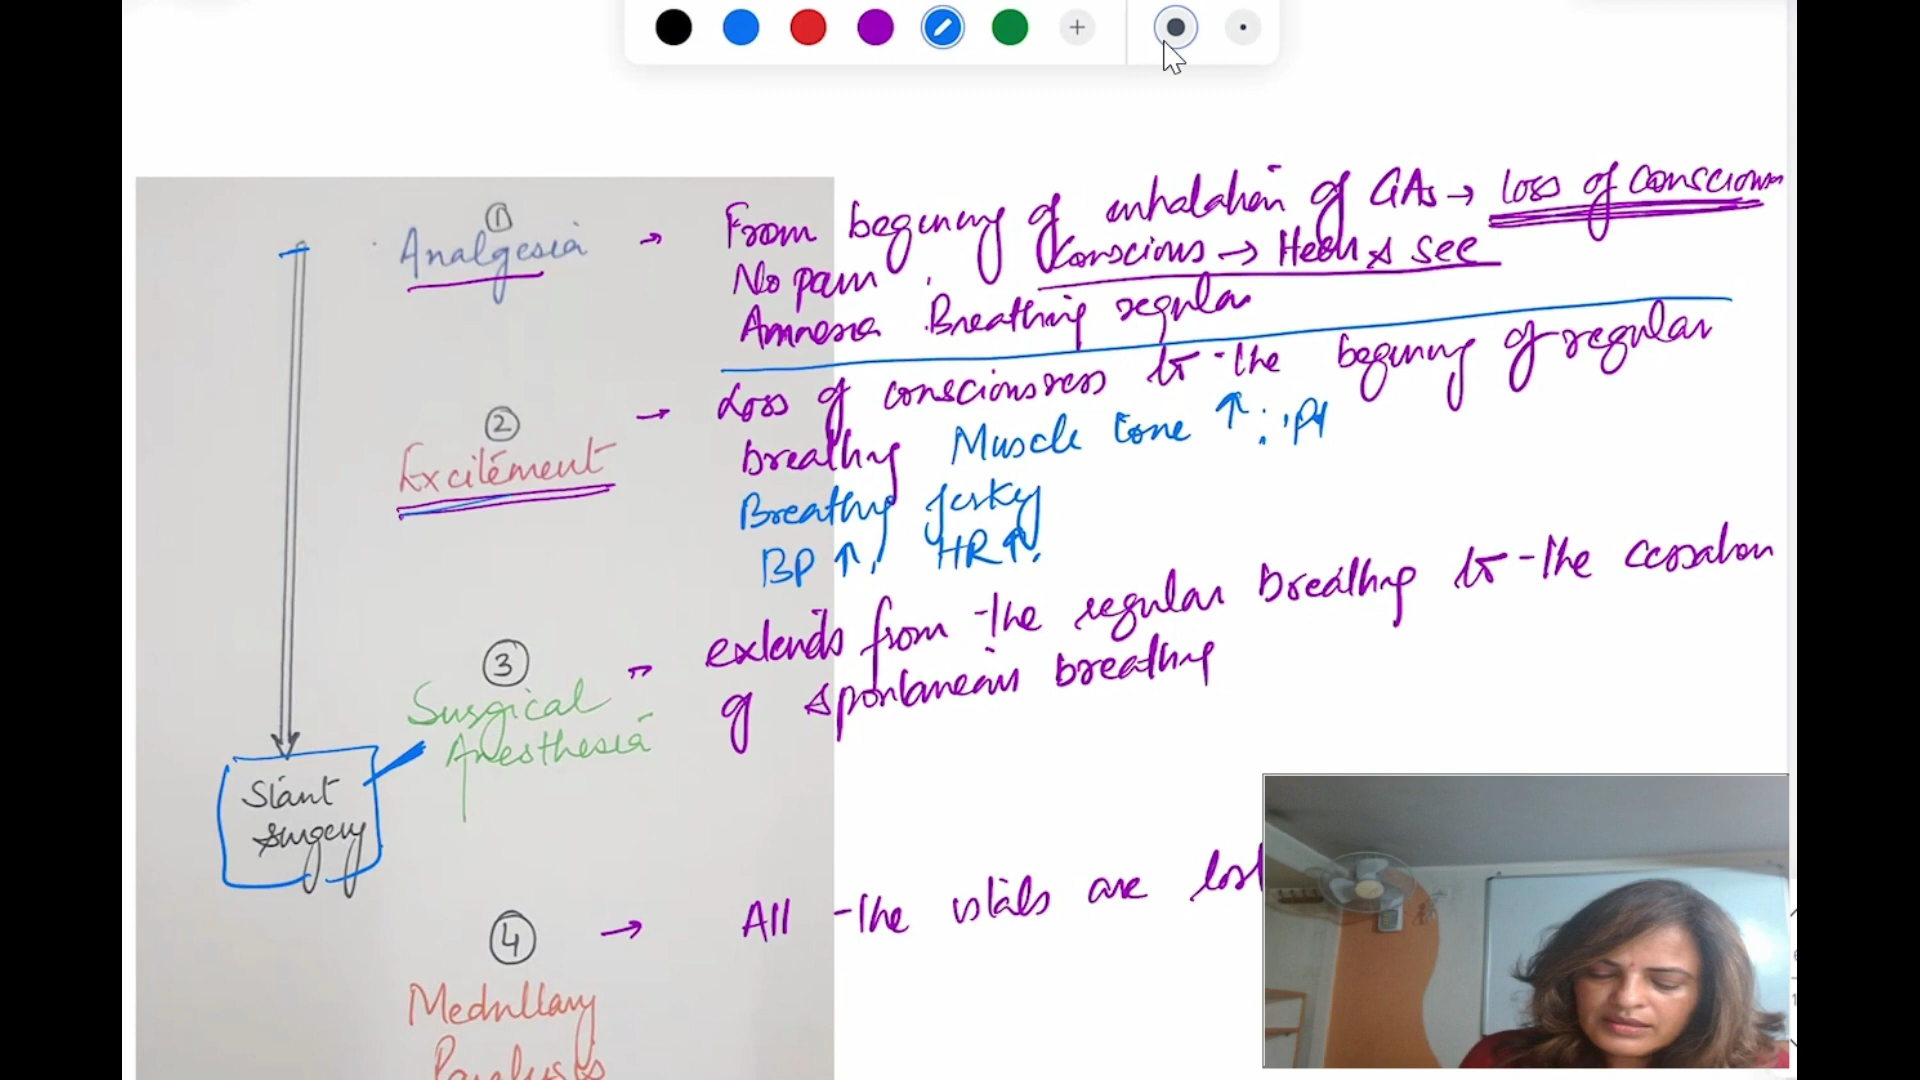 ①
Analgesia → From begining of inhalation of GAs → loss of conscious
No pain, Conscious → Hear & see
Amnesia Breathing regular
②
Excitement → Loss of consciousness to the begining of regular
breathing Muscle tone ↑
Breathing jerky
BP↑, HR↑,
③
Surgical Anesthesia → extends from the regular breathing to the cessation
of spontaneous breathing
Start
surgery
④ → All the vitals are lost
Medullary
Paralysis